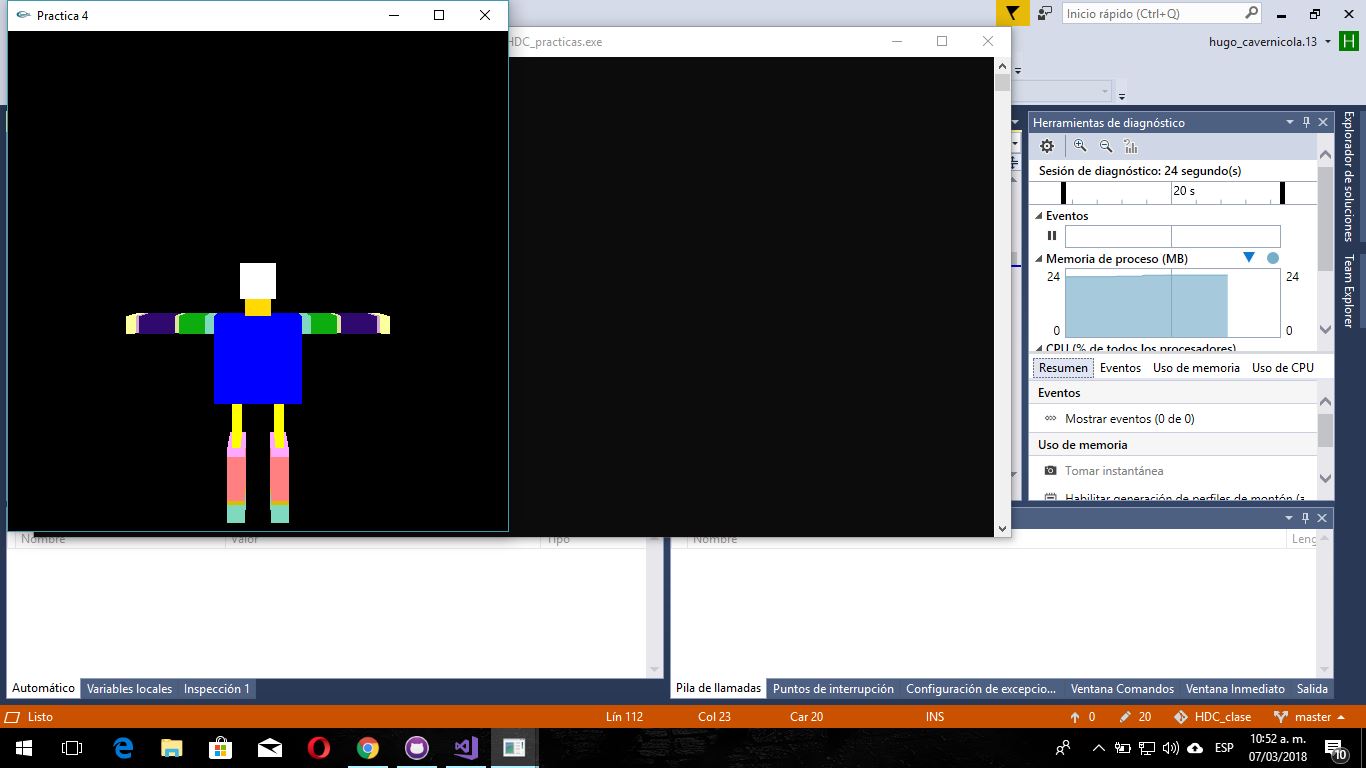 Practica 4
HDC_practicas.exe
Inicio rápido (Ctrl+Q)
hugo_cavernicola.13
H
Herramientas de diagnóstico
Sesión de diagnóstico: 24 segundo(s)
20 s
Eventos
Memoria de proceso (MB)
24
24
0
0
CPU (% de todos los procesadores)
Resumen Eventos Uso de memoria Uso de CPU
Eventos
Mostrar eventos (0 de 0)
Uso de memoria
Tomar instantánea
Habilitar generación de perfiles de montón (a
Explorador de soluciones
Team Explorer
Nombre Valor Tipo
Nombre Leng
Automático Variables locales Inspección 1
Pila de llamadas Puntos de interrupción Configuración de excepcio... Ventana Comandos Ventana Inmediato Salida
Listo Lín 112 Col 23 Car 20 INS 0 20 HDC_clase master
ESP
10:52 a. m.
07/03/2018
10